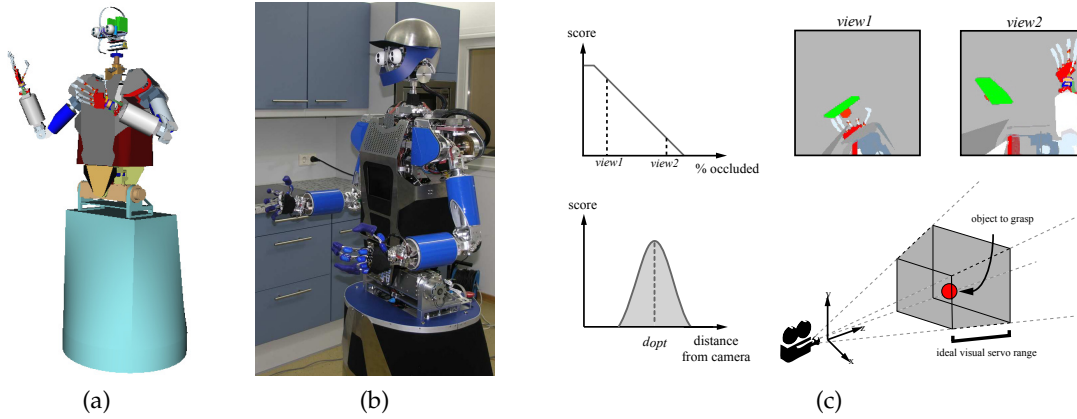 view1
view2
score
view1
view2
% occluded
score
dopt
distance
from camera
object to grasp
y
z
x
ideal visual servo range
(a)
(b)
(c)